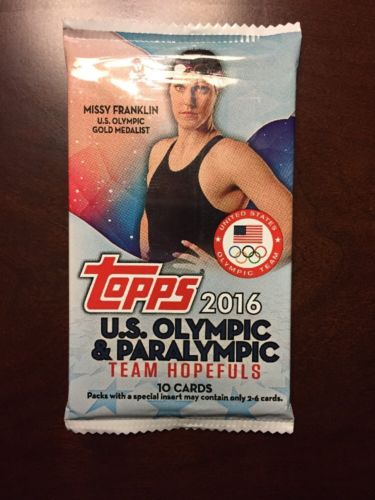 MISSY FRANKLIN
U.S. OLYMPIC
GOLD MEDALIST
UNITED STATES
OLYMPIC TEAM
TOPPS 2016
U.S. OLYMPIC
& PARALYMPIC
TEAM HOPEFULS
10 CARDS
Packs with a special insert may contain only 2-6 cards.